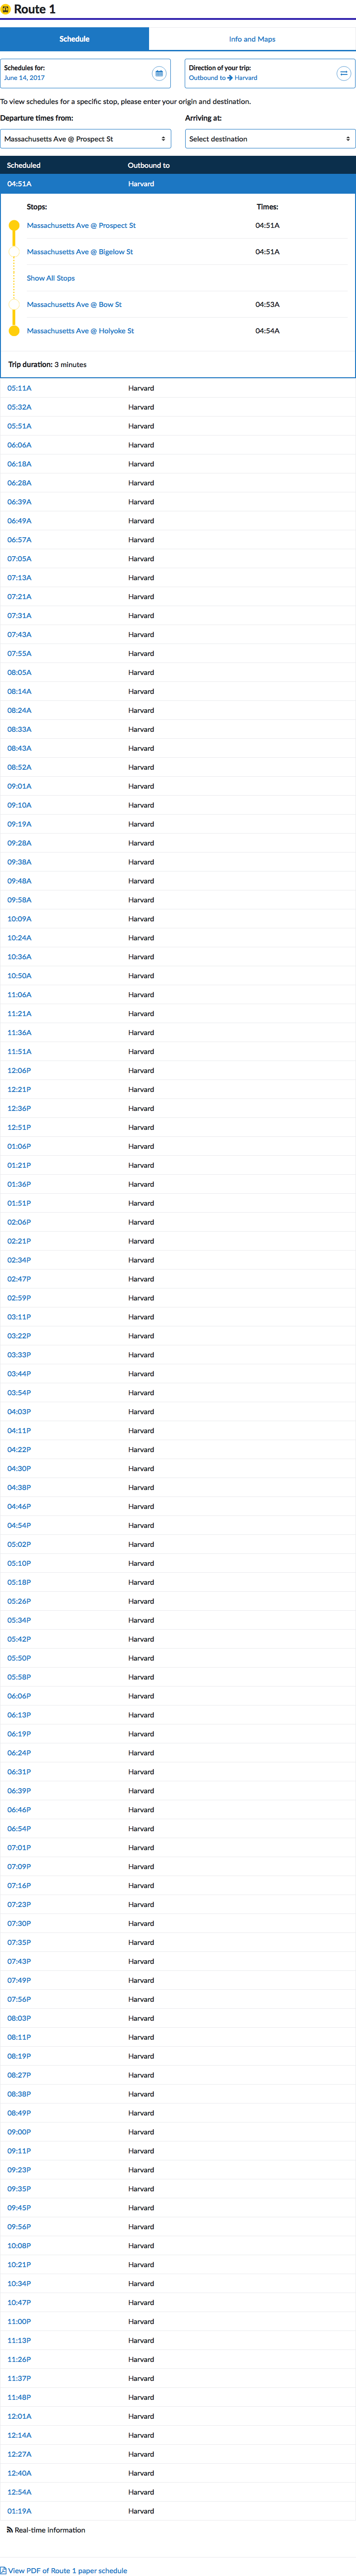 Route 1
Schedule
Info and Maps
Schedules for:
June 14, 2017
Direction of your trip:
Outbound to → Harvard
To view schedules for a specific stop, please enter your origin and destination.
Departure times from:
Arriving at:
Massachusetts Ave @ Prospect St
Select destination
Scheduled Outbound to
04:51A Harvard
Stops: Times:
Massachusetts Ave @ Prospect St 04:51A
Massachusetts Ave @ Bigelow St 04:51A
Show All Stops
Massachusetts Ave @ Bow St 04:53A
Massachusetts Ave @ Holyoke St 04:54A
Trip duration: 3 minutes
05:11A Harvard
05:32A Harvard
05:51A Harvard
06:06A Harvard
06:18A Harvard
06:28A Harvard
06:39A Harvard
06:49A Harvard
06:57A Harvard
07:05A Harvard
07:13A Harvard
07:21A Harvard
07:31A Harvard
07:43A Harvard
07:55A Harvard
08:05A Harvard
08:14A Harvard
08:24A Harvard
08:33A Harvard
08:43A Harvard
08:52A Harvard
09:01A Harvard
09:10A Harvard
09:19A Harvard
09:28A Harvard
09:38A Harvard
09:48A Harvard
09:58A Harvard
10:09A Harvard
10:24A Harvard
10:36A Harvard
10:50A Harvard
11:06A Harvard
11:21A Harvard
11:36A Harvard
11:51A Harvard
12:06P Harvard
12:21P Harvard
12:36P Harvard
12:51P Harvard
01:06P Harvard
01:21P Harvard
01:36P Harvard
01:51P Harvard
02:06P Harvard
02:21P Harvard
02:34P Harvard
02:47P Harvard
02:59P Harvard
03:11P Harvard
03:22P Harvard
03:33P Harvard
03:44P Harvard
03:54P Harvard
04:03P Harvard
04:11P Harvard
04:22P Harvard
04:30P Harvard
04:38P Harvard
04:46P Harvard
04:54P Harvard
05:02P Harvard
05:10P Harvard
05:18P Harvard
05:26P Harvard
05:34P Harvard
05:42P Harvard
05:50P Harvard
05:58P Harvard
06:06P Harvard
06:13P Harvard
06:19P Harvard
06:24P Harvard
06:31P Harvard
06:39P Harvard
06:46P Harvard
06:54P Harvard
07:01P Harvard
07:09P Harvard
07:16P Harvard
07:23P Harvard
07:30P Harvard
07:35P Harvard
07:43P Harvard
07:49P Harvard
07:56P Harvard
08:03P Harvard
08:11P Harvard
08:19P Harvard
08:27P Harvard
08:38P Harvard
08:49P Harvard
09:00P Harvard
09:11P Harvard
09:23P Harvard
09:35P Harvard
09:45P Harvard
09:56P Harvard
10:08P Harvard
10:21P Harvard
10:34P Harvard
10:47P Harvard
11:00P Harvard
11:13P Harvard
11:26P Harvard
11:37P Harvard
11:48P Harvard
12:01A Harvard
12:14A Harvard
12:27A Harvard
12:40A Harvard
12:54A Harvard
01:19A Harvard
Real-time information
View PDF of Route 1 paper schedule